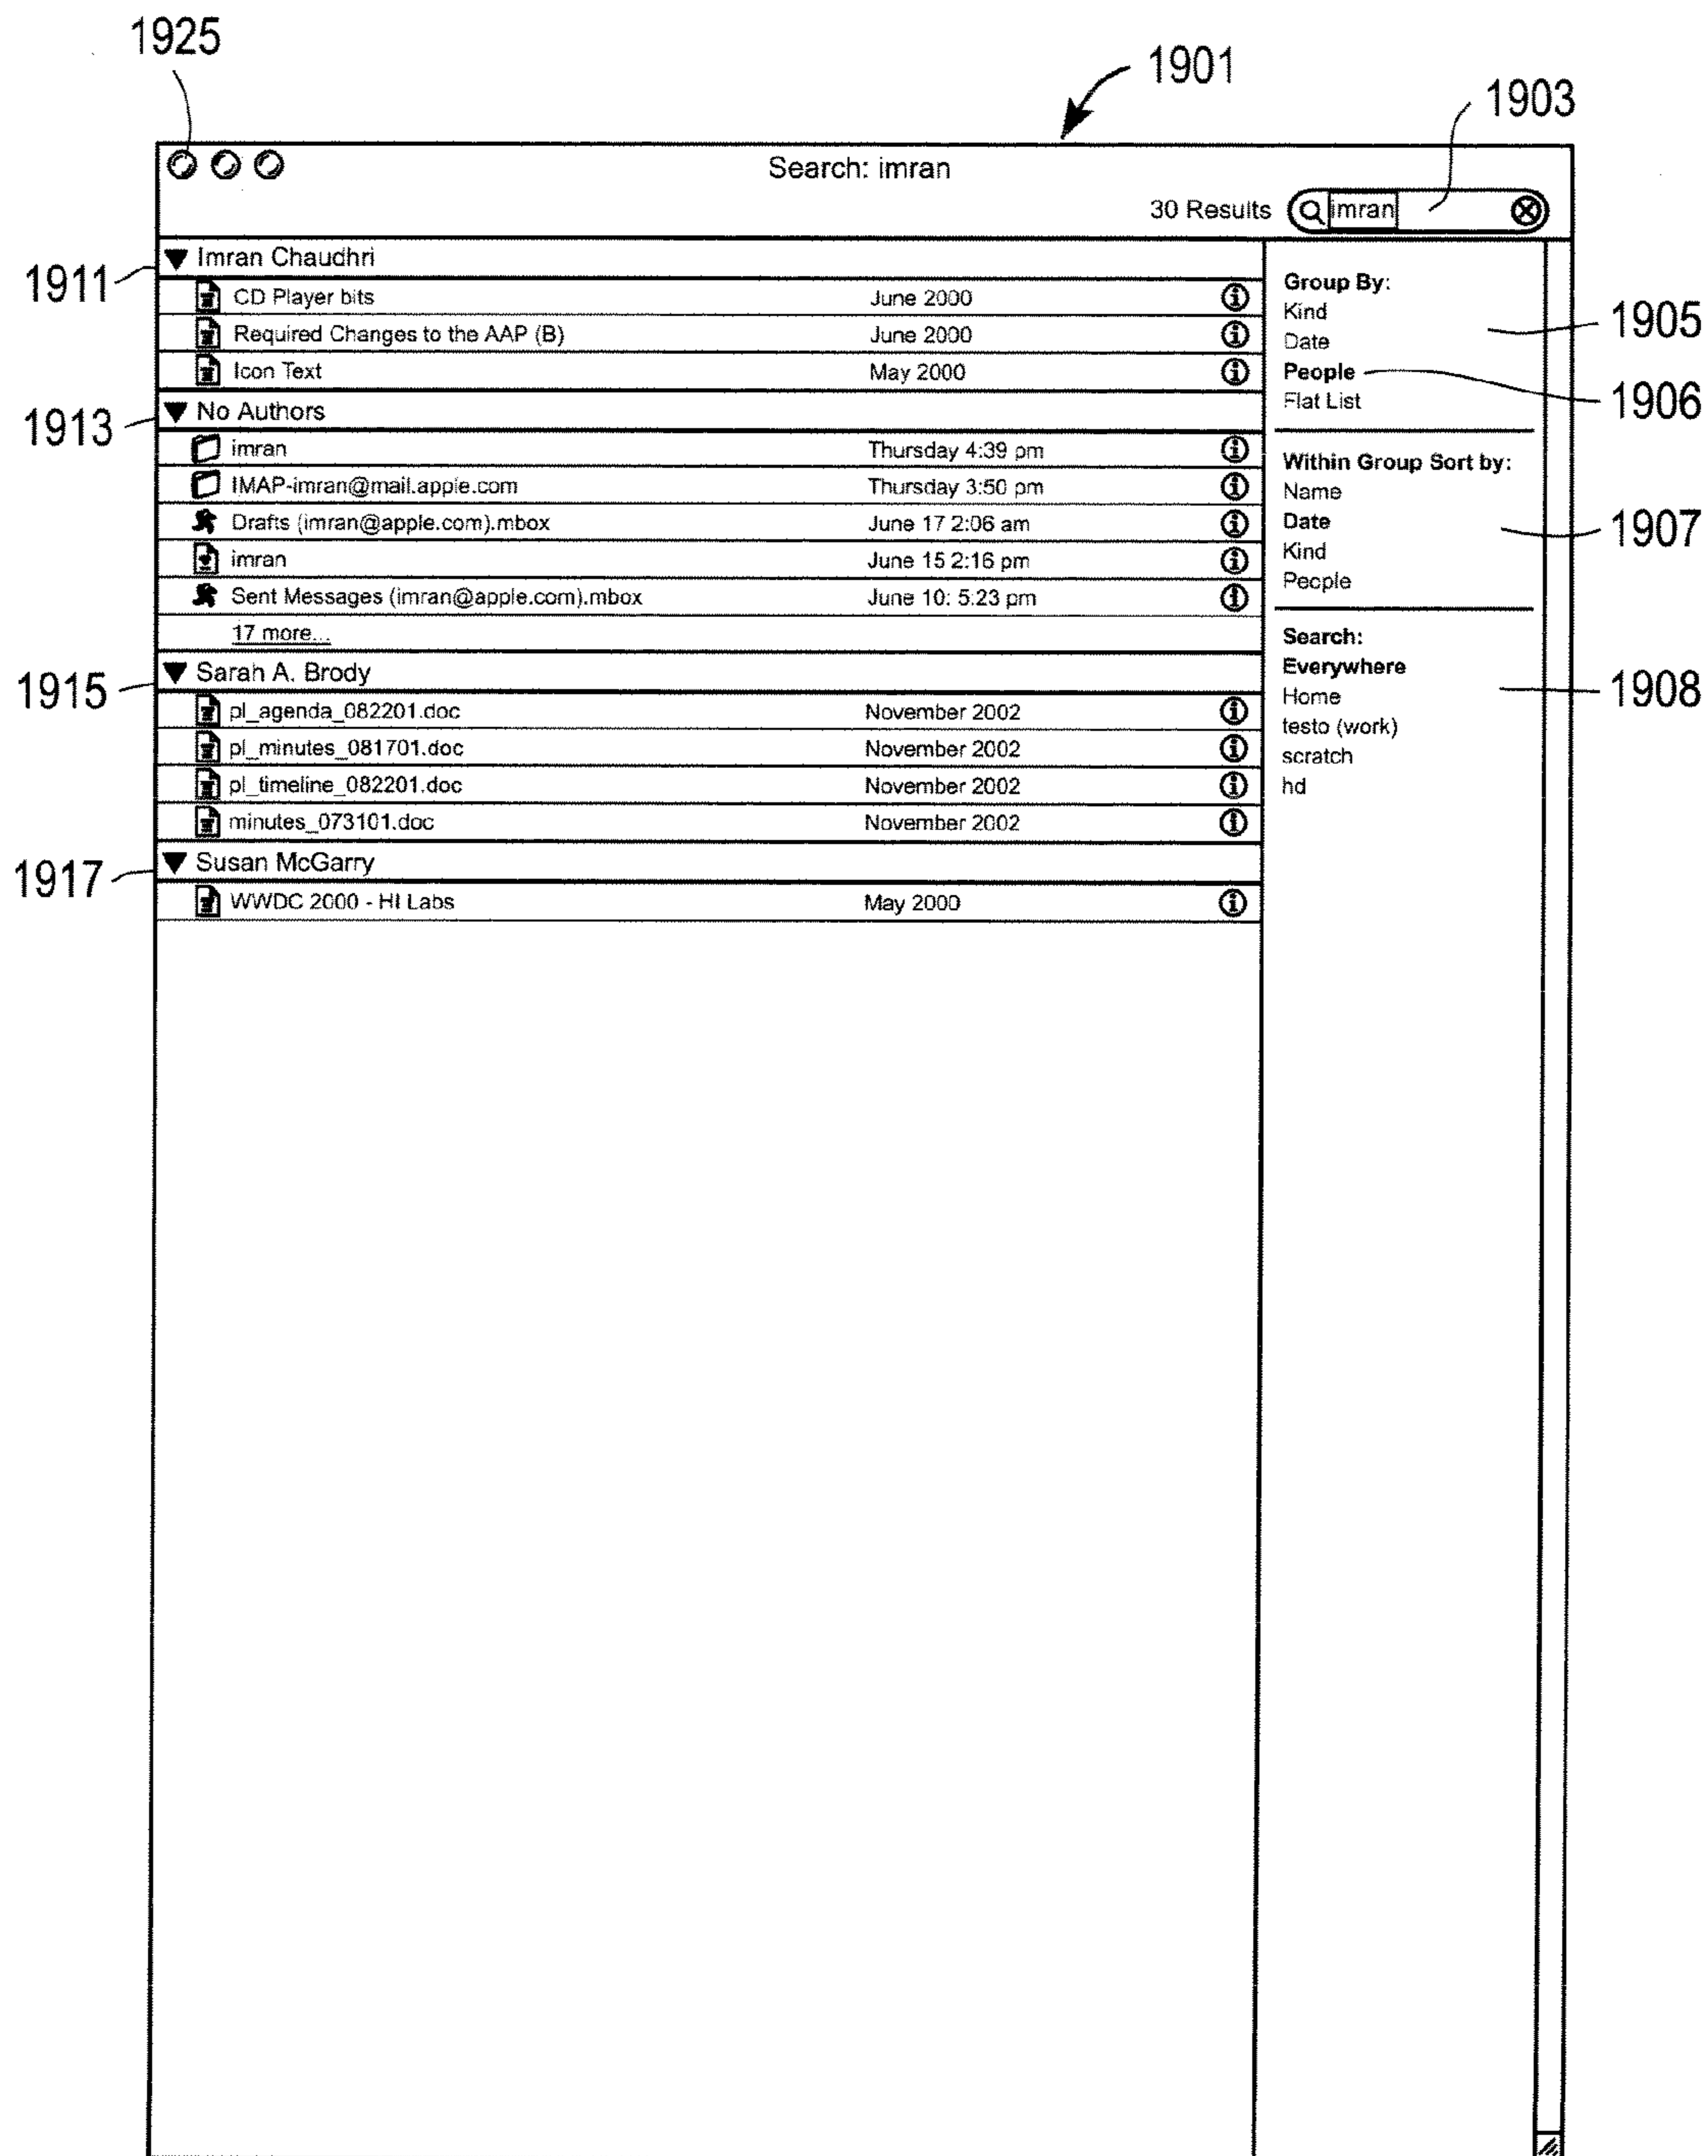 1925
1901
1903
Search: imran
30 Results imran
1911
Imran Chaudhri
CD Player bits June 2000
Required Changes to the AAP (B) June 2000
Icon Text May 2000
1913
No Authors
imran Thursday 4:39 pm
IMAP-imran@mail.apple.com Thursday 3:50 pm
Drafts (imran@apple.com).mbox June 17 2:06 am
imran June 15 2:16 pm
Sent Messages (imran@apple.com).mbox June 10: 5:23 pm
17 more...
1915
Sarah A. Brody
pl_agenda_082201.doc November 2002
pl_minutes_081701.doc November 2002
pl_timeline_082201.doc November 2002
minutes_073101.doc November 2002
1917
Susan McGarry
WWDC 2000 - HI Labs May 2000
Group By:
Kind
Date
People
Flat List
1905
1906
Within Group Sort by:
Name
Date
Kind
People
1907
Search:
Everywhere
Home
testo (work)
scratch
hd
1908